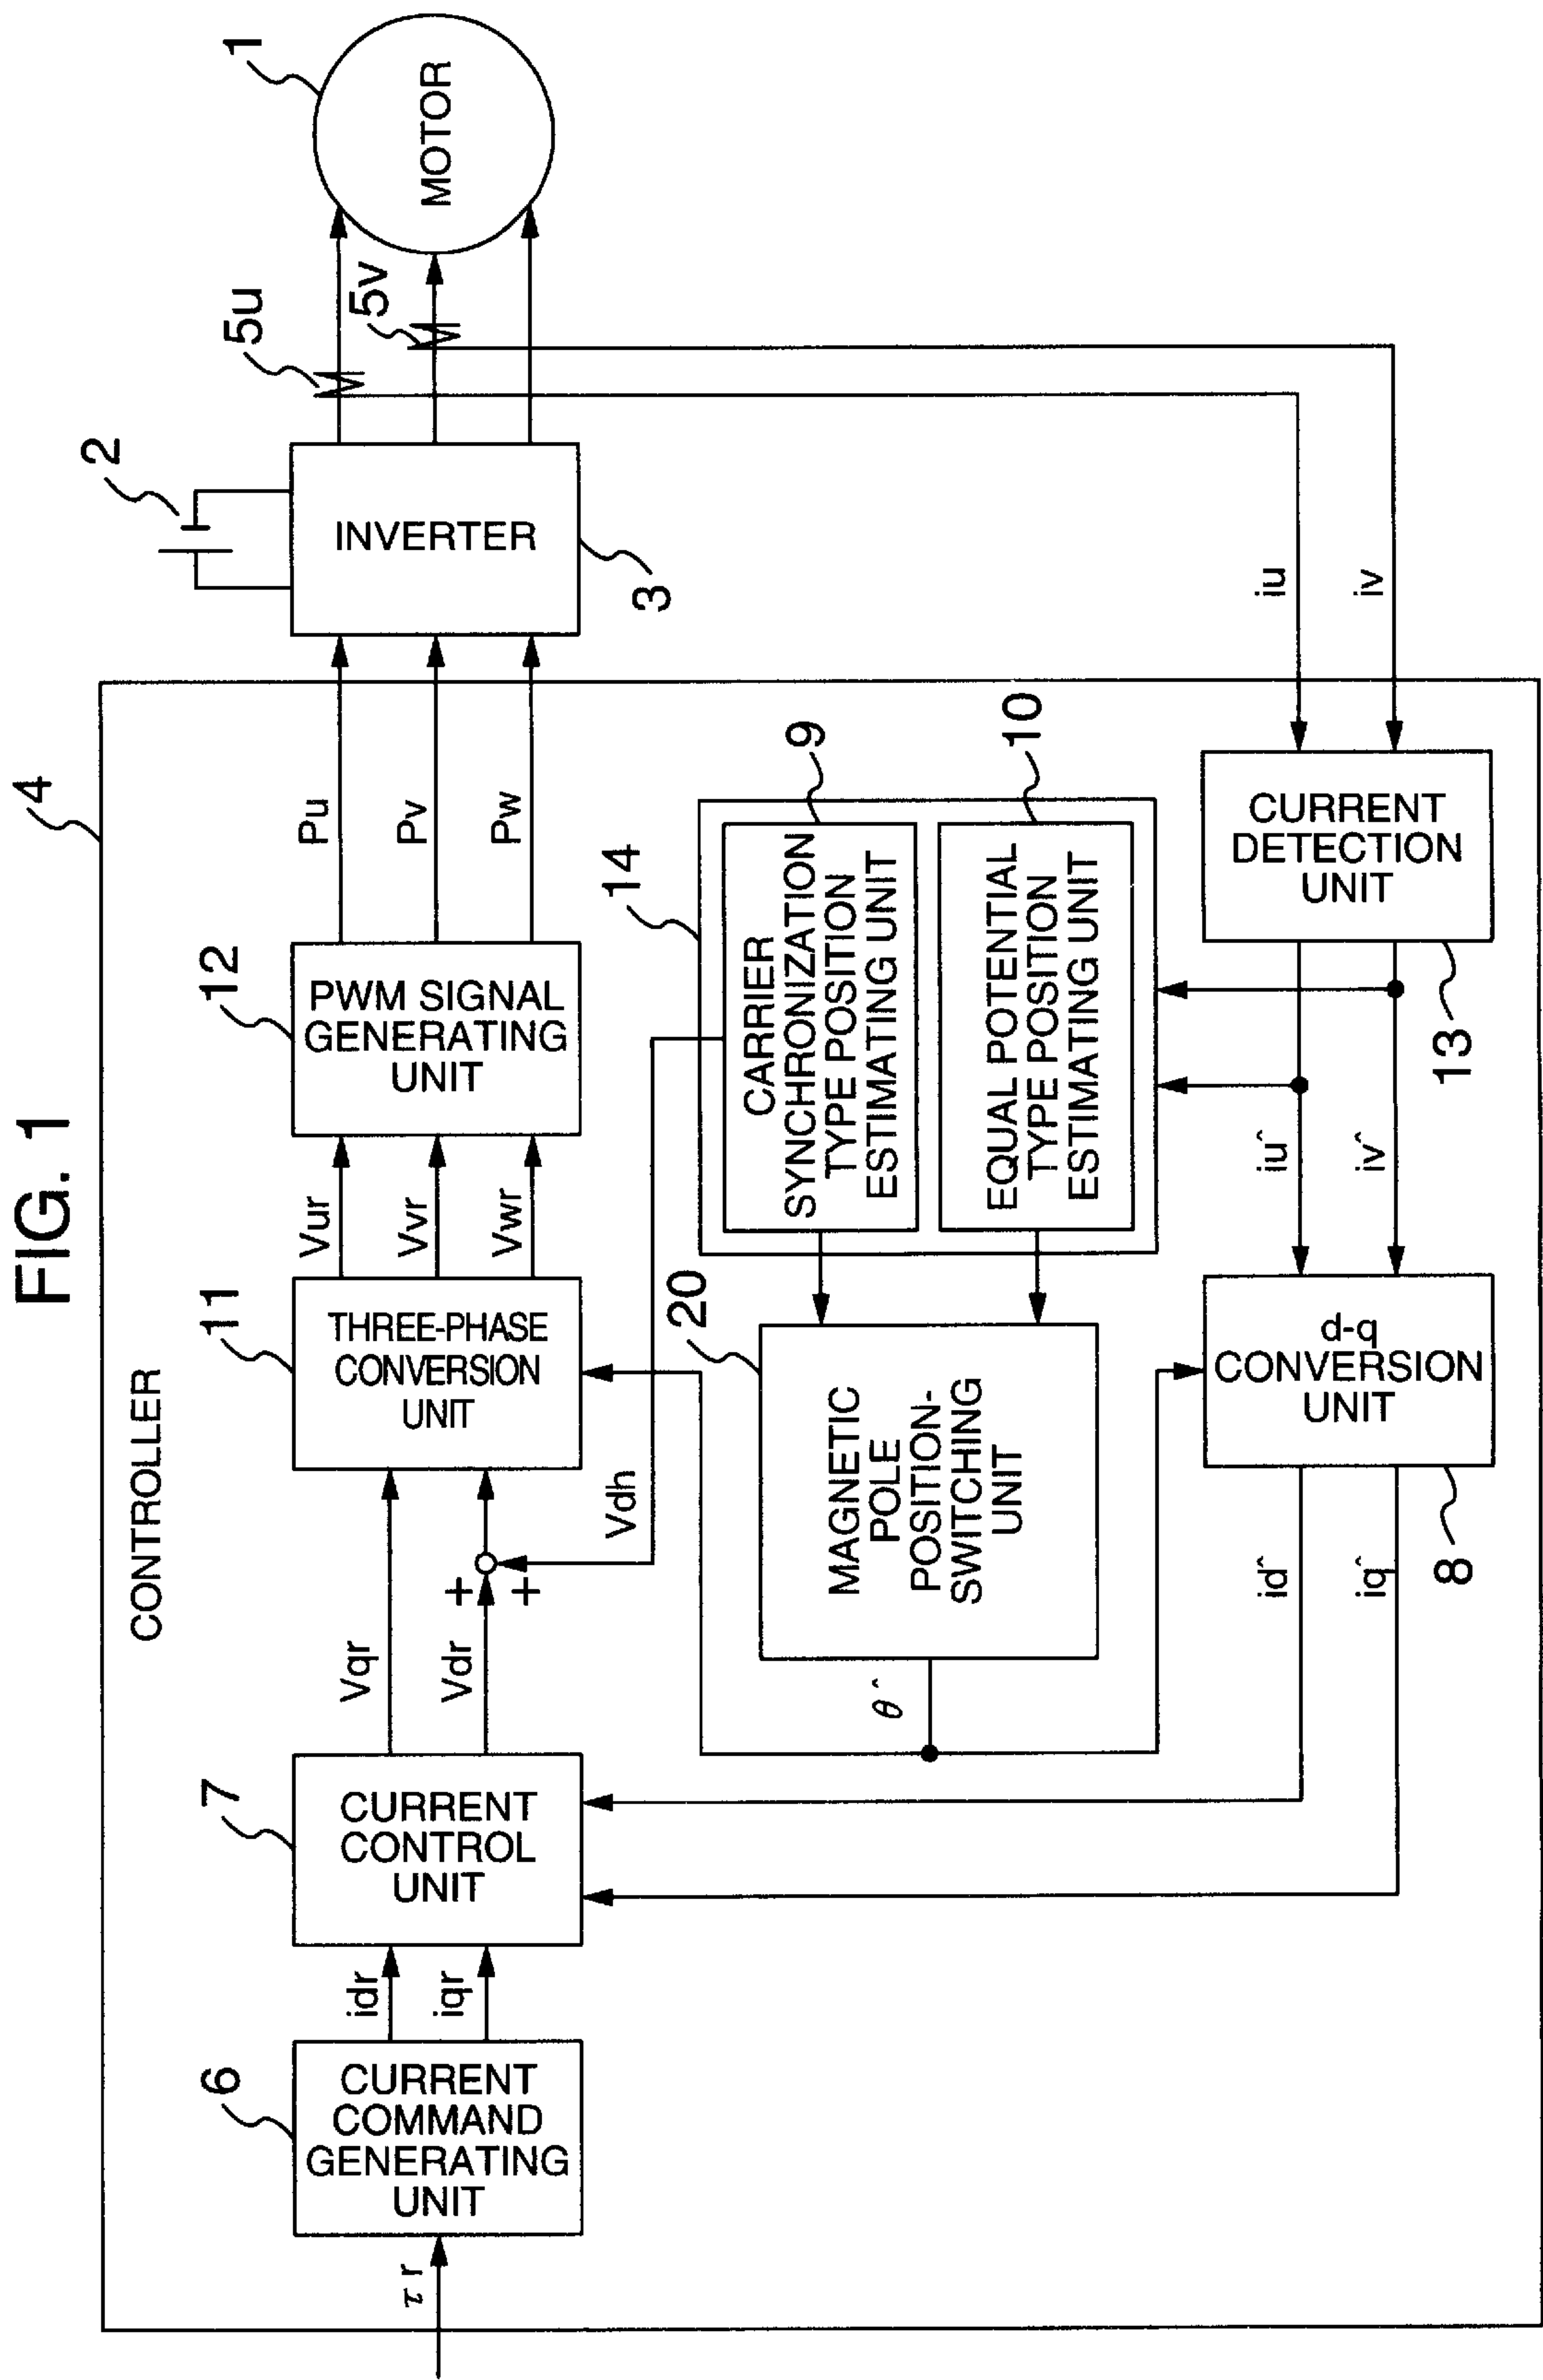 FIG. 1
CONTROLLER
4
τr
6
CURRENT
COMMAND
GENERATING
UNIT
idr
iqr
7
CURRENT
CONTROL
UNIT
Vqr
Vdr
+
+
Vdh
11
THREE-PHASE
CONVERSION
UNIT
Vur
Vvr
Vwr
12
PWM SIGNAL
GENERATING
UNIT
Pu
Pv
Pw
2
INVERTER
3
5u
5v
1
MOTOR
θ^
20
MAGNETIC
POLE
POSITION-
SWITCHING
UNIT
14
CARRIER
SYNCHRONIZATION
TYPE POSITION
ESTIMATING UNIT
9
EQUAL POTENTIAL
TYPE POSITION
ESTIMATING UNIT
10
id^
iq^
d-q
CONVERSION
UNIT
8
iu^
iv^
CURRENT
DETECTION
UNIT
13
iu
iv